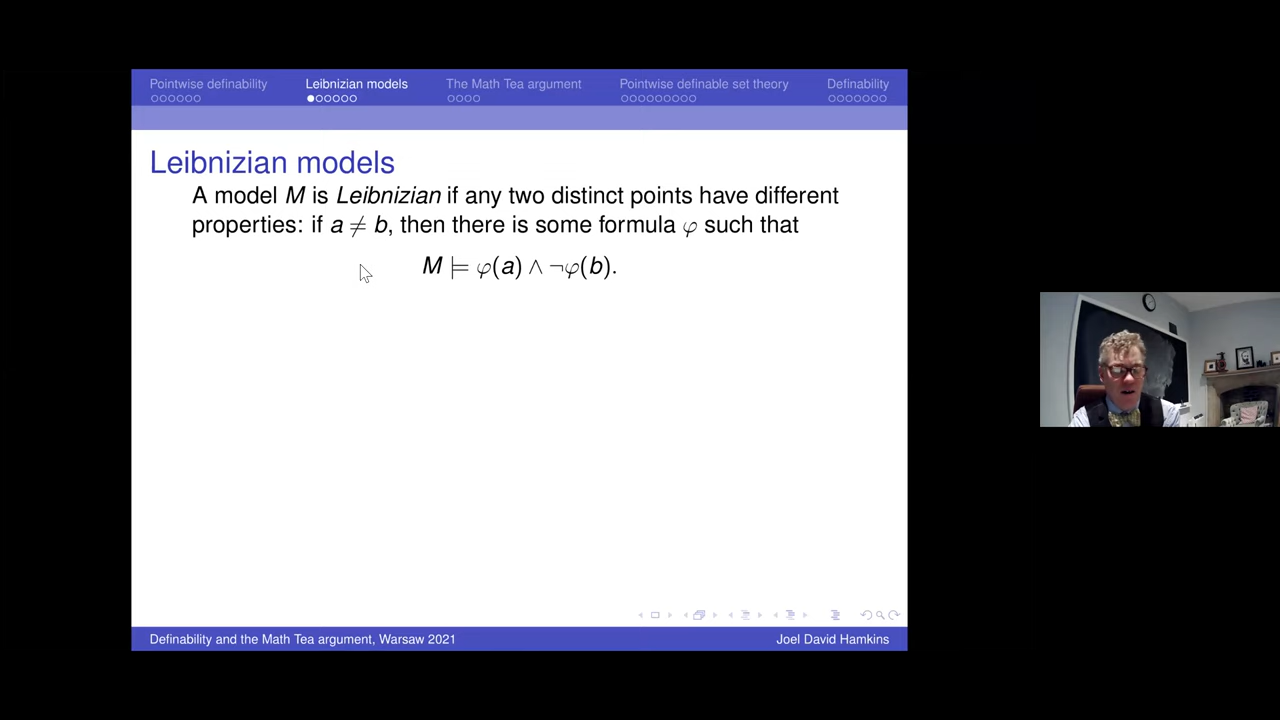 Pointwise definability Leibnizian models The Math Tea argument Pointwise definable set theory Definability
Leibnizian models
A model M is Leibnizian if any two distinct points have different
properties: if a ≠ b, then there is some formula φ such that
M ⊨ φ(a) ∧ ¬φ(b).
Definability and the Math Tea argument, Warsaw 2021 Joel David Hamkins